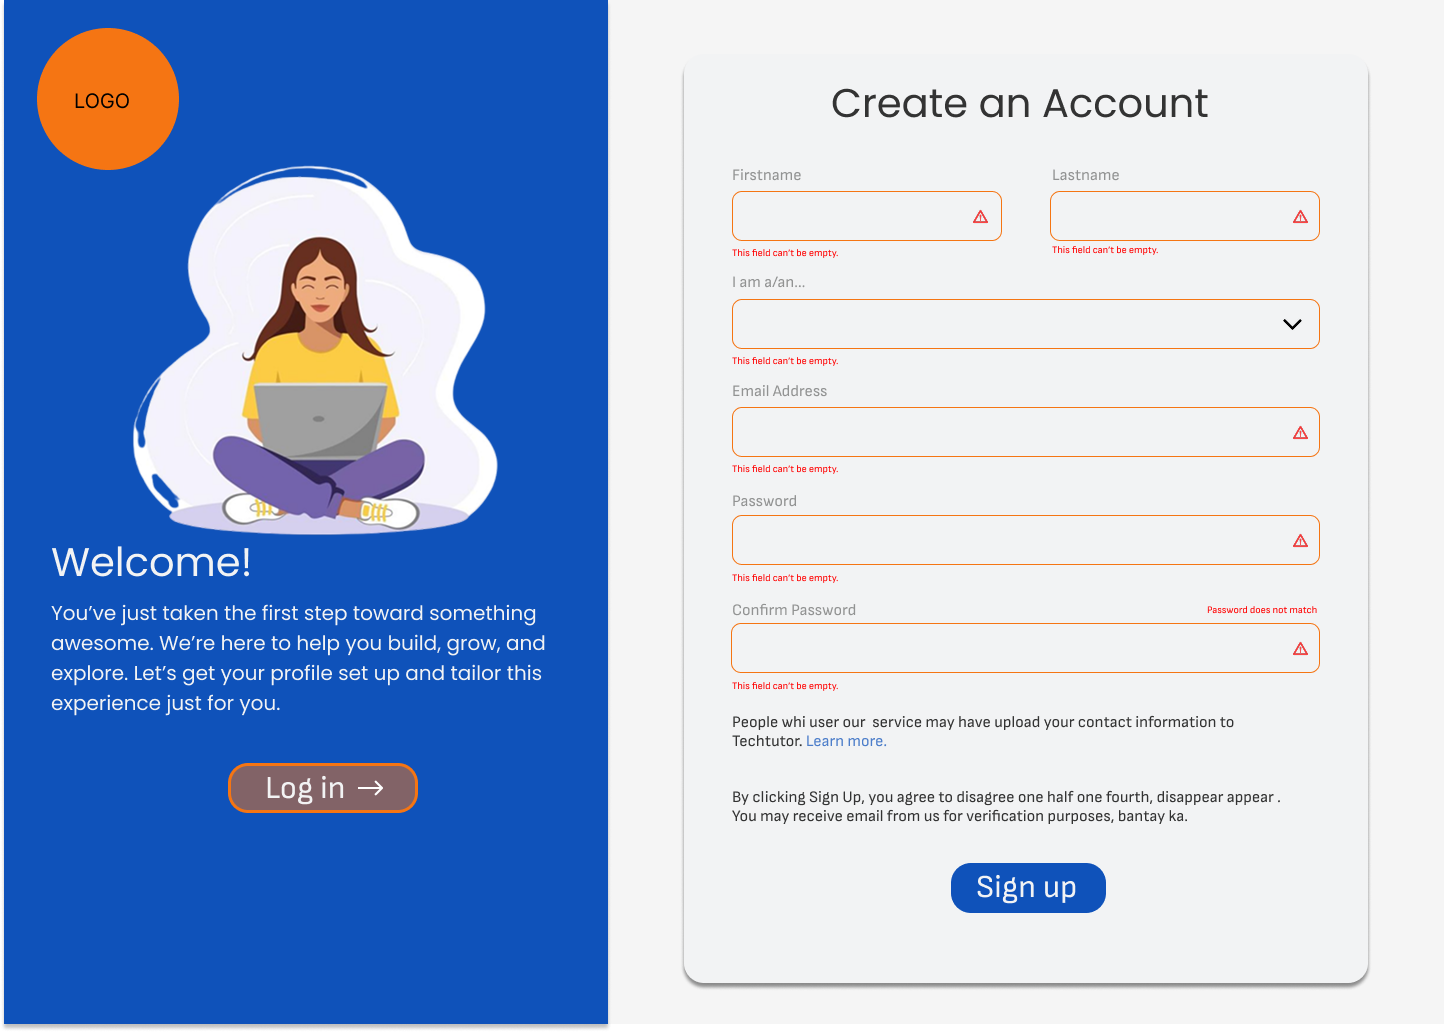 LOGO
Welcome!
You’ve just taken the first step toward something
awesome. We’re here to help you build, grow, and
explore. Let’s get your profile set up and tailor this
experience just for you.
Log in →
Create an Account
Firstname
This field can’t be empty.
Lastname
This field can’t be empty.
I am a/an...
This field can’t be empty.
Email Address
This field can’t be empty.
Password
This field can’t be empty.
Confirm Password
Password does not match
This field can’t be empty.
People whi user our  service may have upload your contact information to
Techtutor. Learn more.
By clicking Sign Up, you agree to disagree one half one fourth, disappear appear .
You may receive email from us for verification purposes, bantay ka.
Sign up